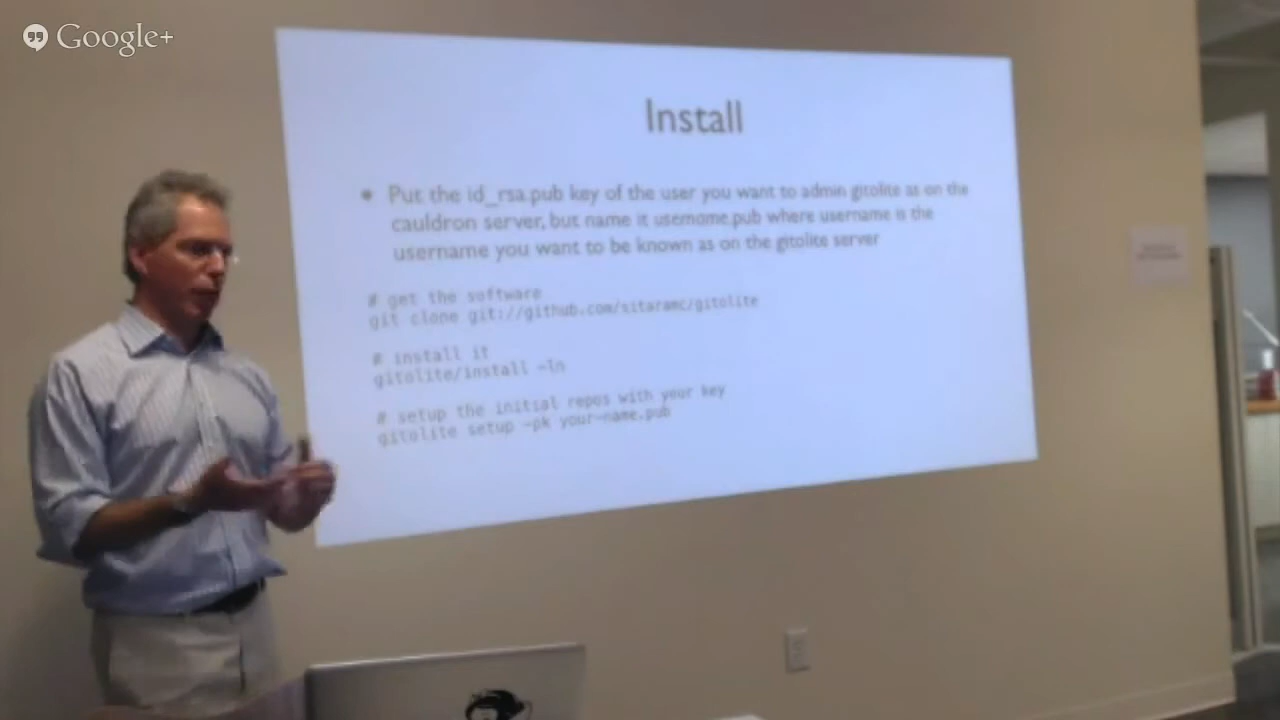 Google+
Install
• Put the id_rsa.pub key of the user you want to admin gitolite as on the
cauldron server, but name it username.pub where username is the
username you want to be known as on the gitolite server
# get the software
git clone git://github.com/sitaramc/gitolite
# install it
gitolite/install -ln
# setup the initial repos with your key
gitolite setup -pk your-name.pub